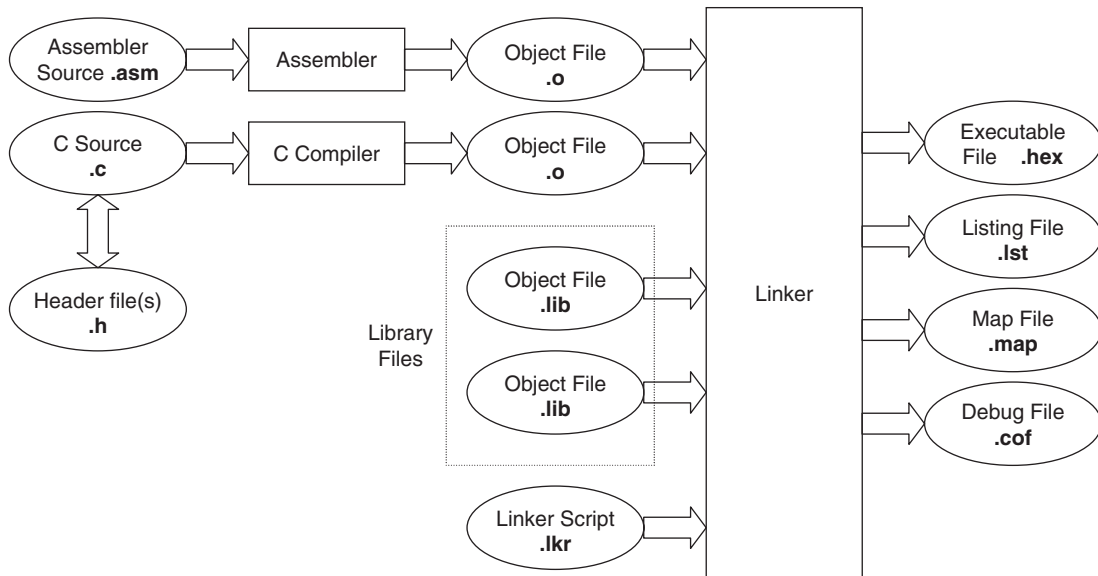 Assembler
Source .asm
Assembler
Object File
.o
C Source
.c
C Compiler
Object File
.o
Header file(s)
.h
Library
Files
Object File
.lib
Object File
.lib
Linker Script
.lkr
Linker
Executable
File .hex
Listing File
.lst
Map File
.map
Debug File
.cof